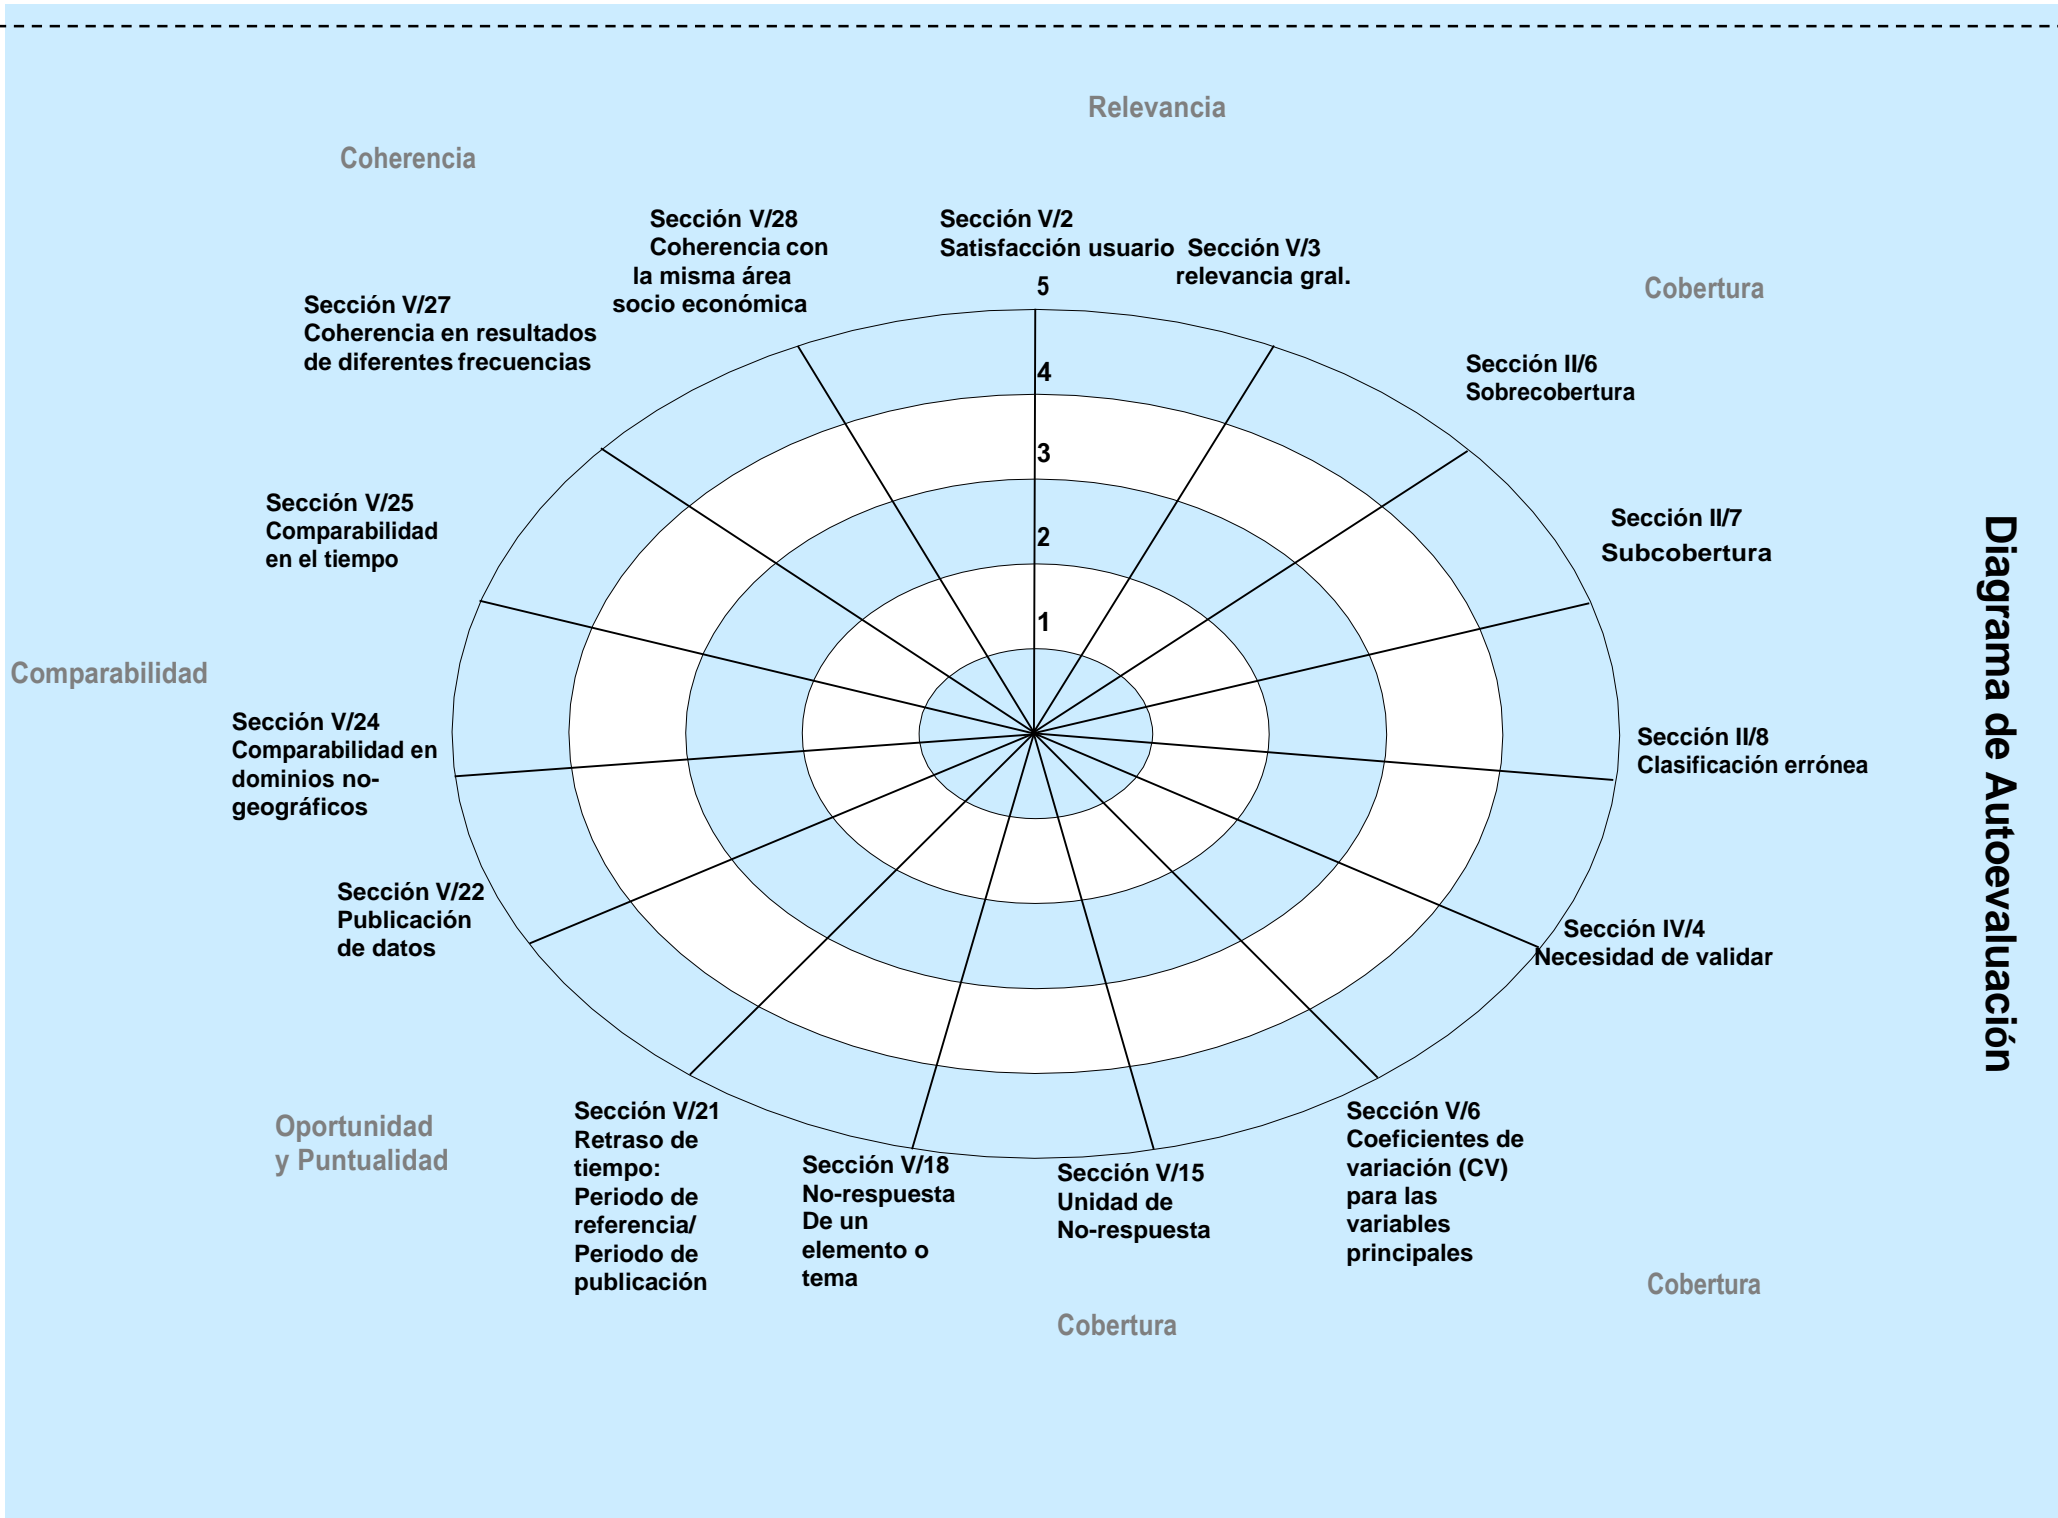 Relevancia
Coherencia
Sección V/28
Coherencia con
la misma área
socio económica
Sección V/2
Satisfacción usuario
Sección V/3
relevancia gral.
Cobertura
Sección V/27
Coherencia en resultados
de diferentes frecuencias
5
4
3
2
1
Sección II/6
Sobrecobertura
Sección V/25
Comparabilidad
en el tiempo
Sección II/7
Subcobertura
Diagrama de Autoevaluación
Comparabilidad
Sección V/24
Comparabilidad en
dominios no-
geográficos
Sección II/8
Clasificación errónea
Sección V/22
Publicación
de datos
Sección IV/4
Necesidad de validar
Oportunidad
y Puntualidad
Sección V/21
Retraso de
tiempo:
Periodo de
referencia/
Periodo de
publicación
Sección V/18
No-respuesta
De un
elemento o
tema
Sección V/15
Unidad de
No-respuesta
Sección V/6
Coeficientes de
variación (CV)
para las
variables
principales
Cobertura
Cobertura